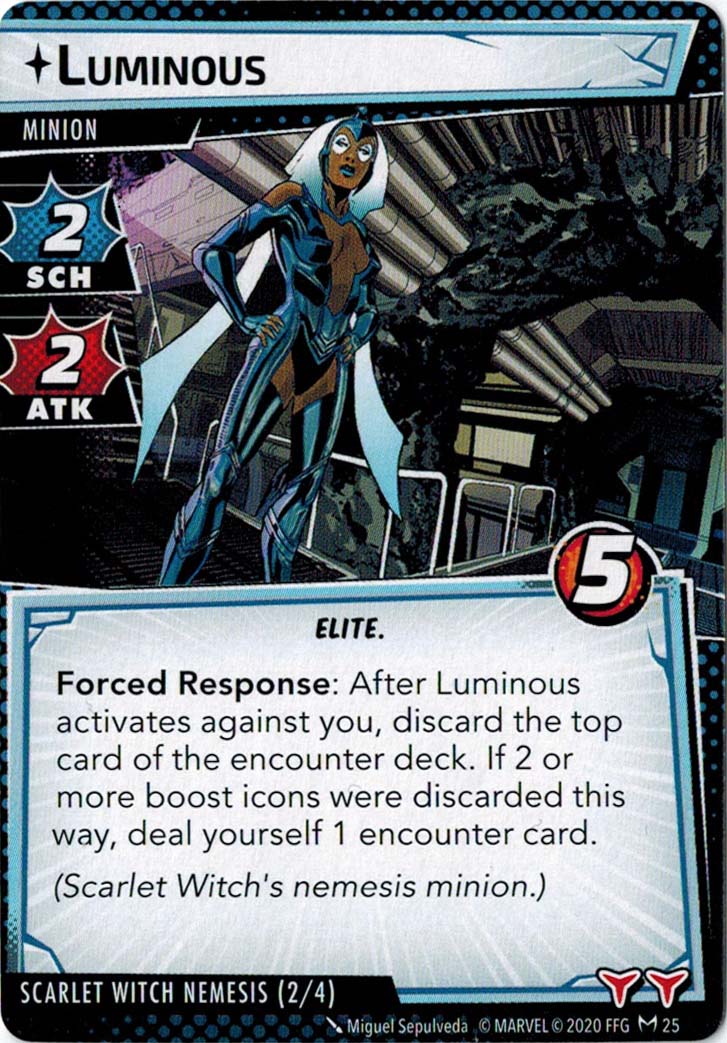 LUMINOUS
MINION
2
SCH
2
ATK
5
ELITE.
Forced Response: After Luminous
activates against you, discard the top
card of the encounter deck. If 2 or
more boost icons were discarded this
way, deal yourself 1 encounter card.
(Scarlet Witch's nemesis minion.)
SCARLET WITCH NEMESIS (2/4)
Miguel Sepulveda © MARVEL © 2020 FFG 25